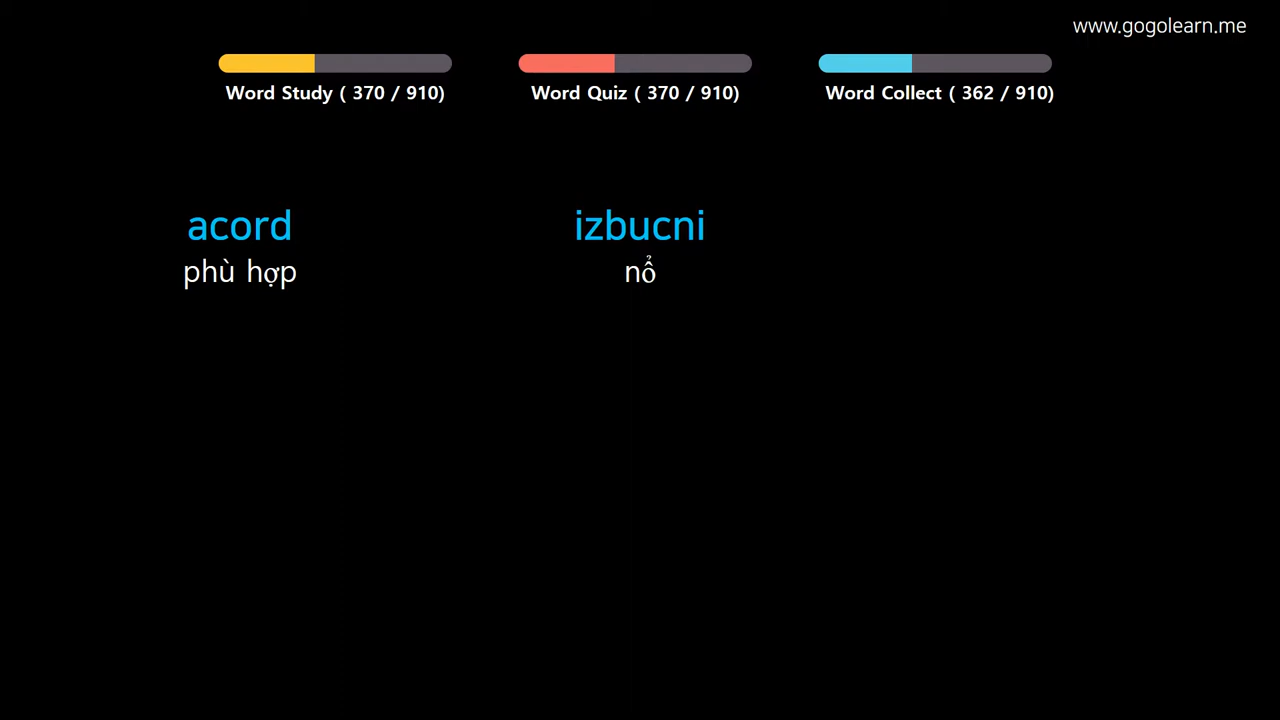 www.gogolearn.me
Word Study ( 370 / 910)
Word Quiz ( 370 / 910)
Word Collect ( 362 / 910)
acord
phù hợp
izbucni
nổ